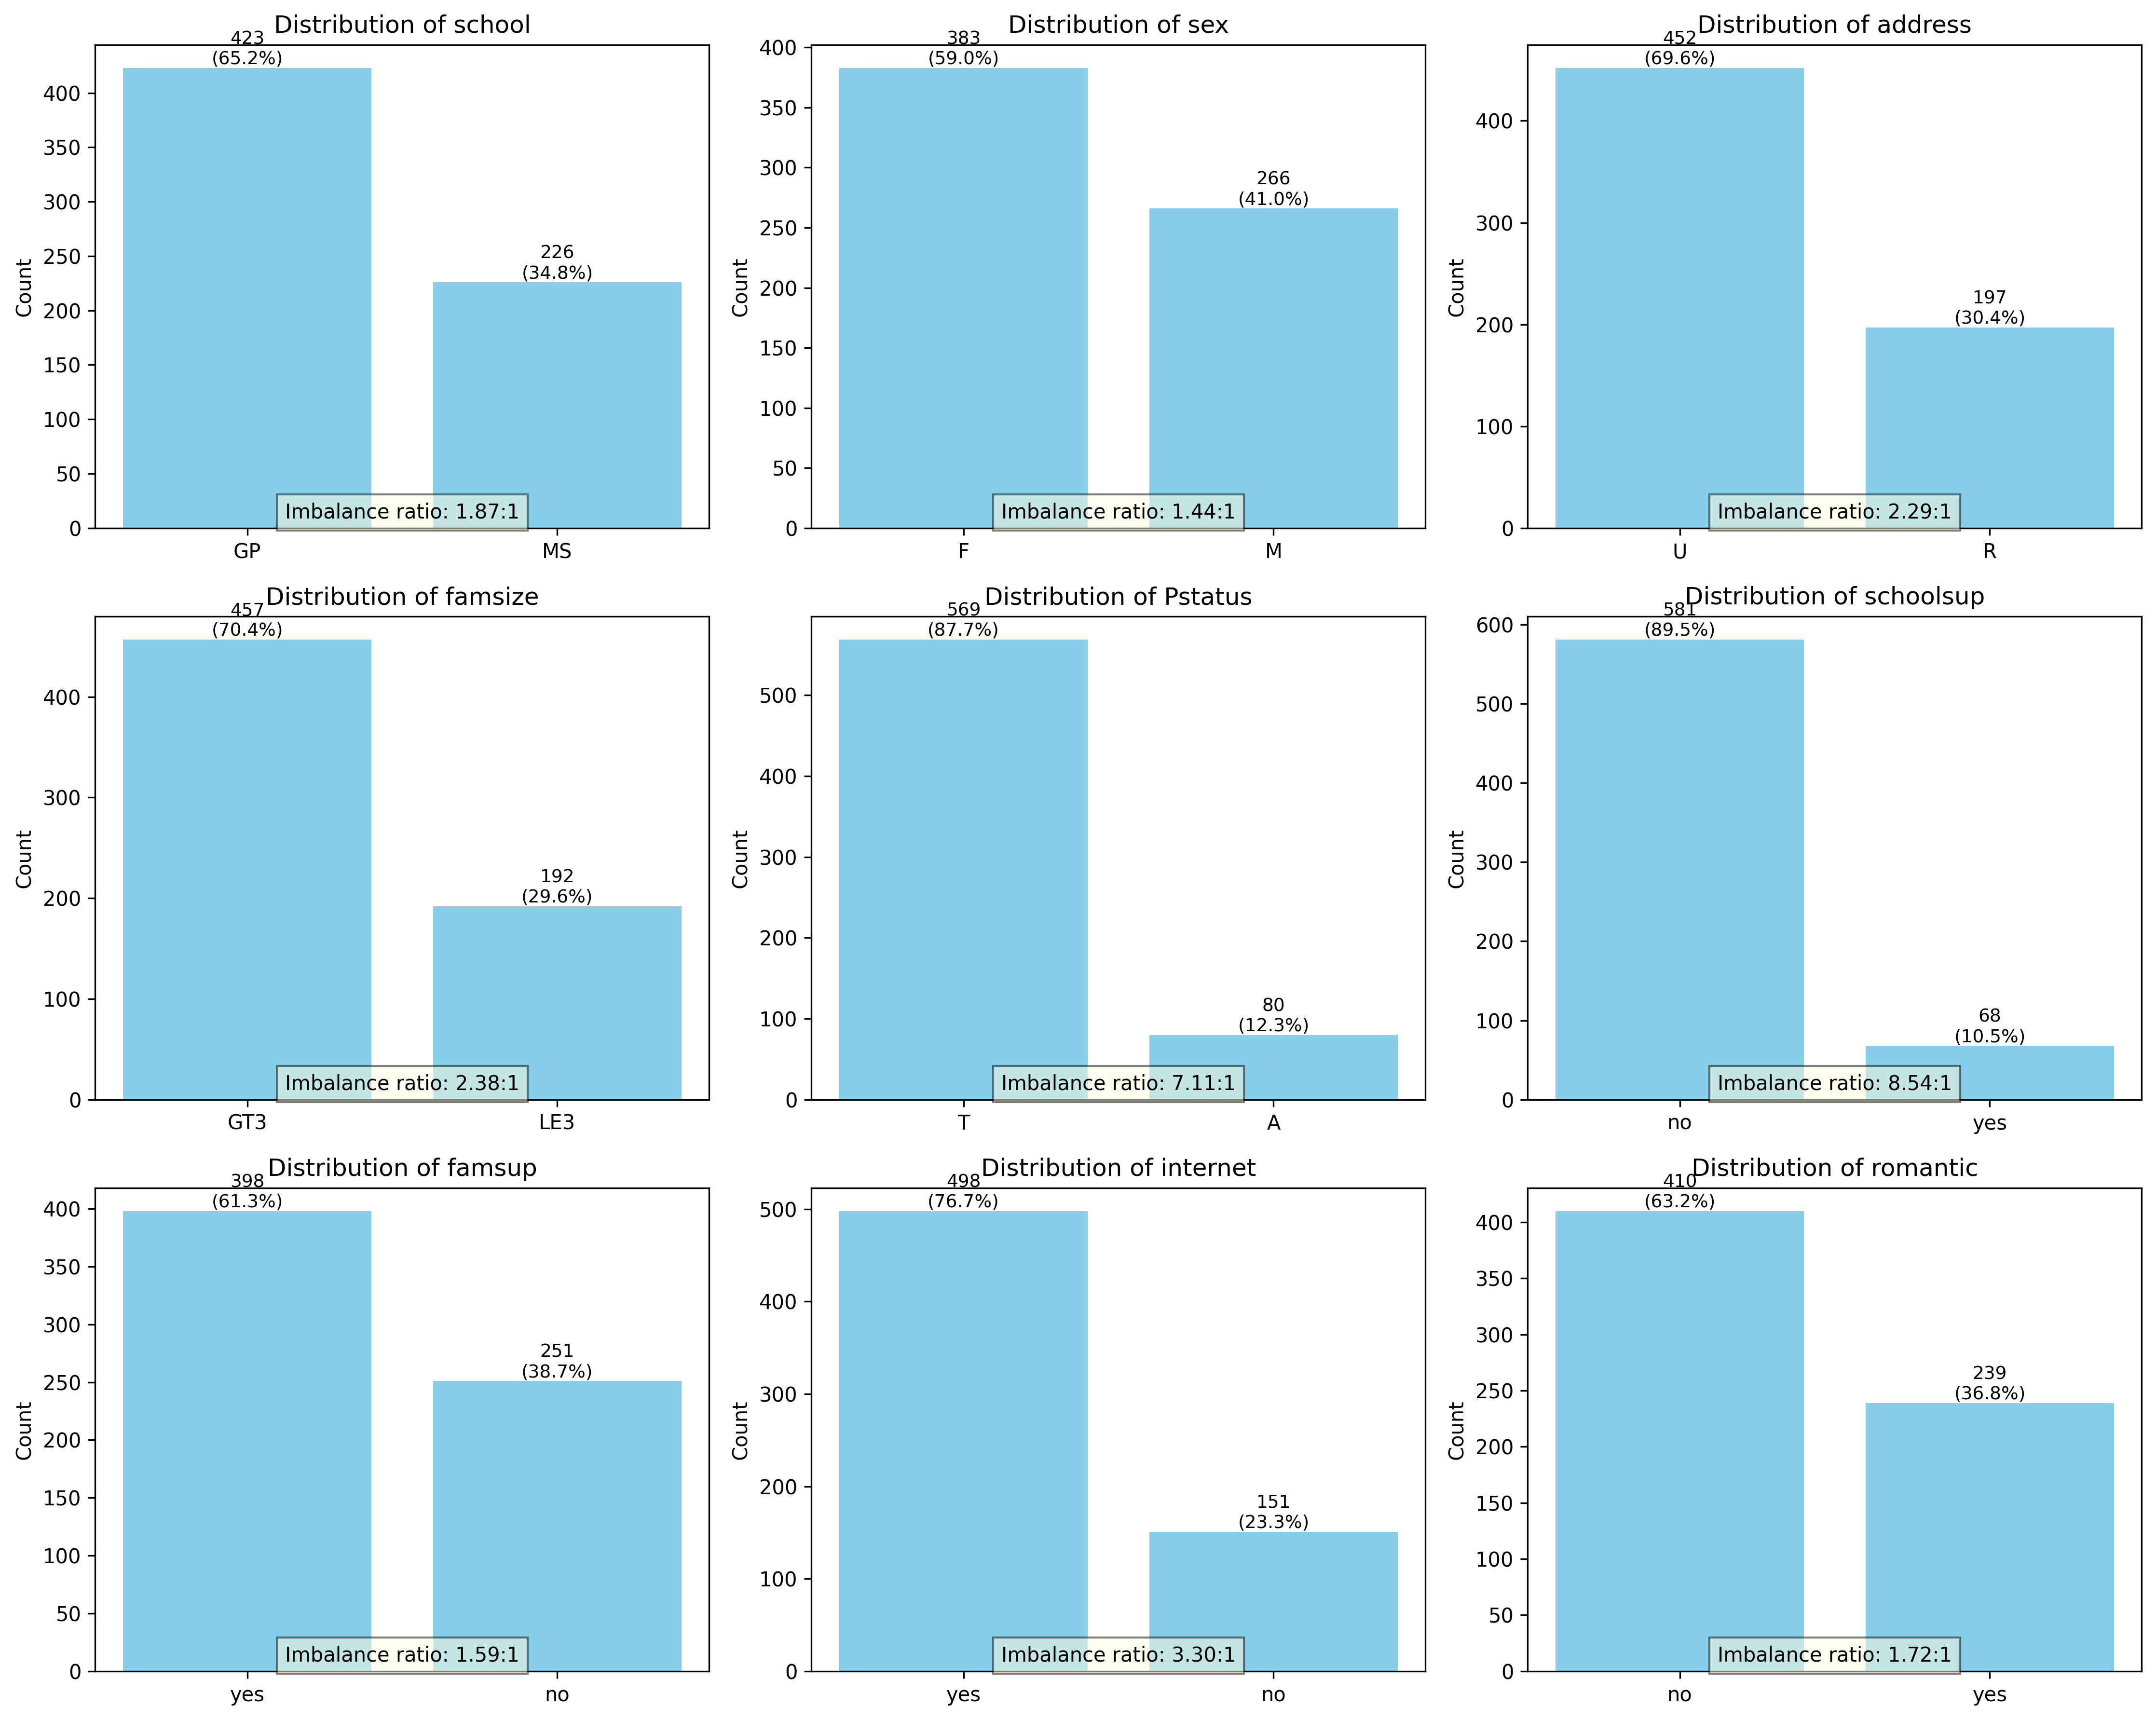 Distribution of school
423
(65.2%)
226
(34.8%)
Count
400
350
300
250
200
150
100
50
0
Imbalance ratio: 1.87:1
GP
MS
Distribution of sex
383
(59.0%)
266
(41.0%)
Count
400
350
300
250
200
150
100
50
0
Imbalance ratio: 1.44:1
F
M
Distribution of address
452
(69.6%)
197
(30.4%)
Count
400
300
200
100
0
Imbalance ratio: 2.29:1
U
R
Distribution of famsize
457
(70.4%)
192
(29.6%)
Count
400
300
200
100
0
Imbalance ratio: 2.38:1
GT3
LE3
Distribution of Pstatus
569
(87.7%)
80
(12.3%)
Count
500
400
300
200
100
0
Imbalance ratio: 7.11:1
T
A
Distribution of schoolsup
581
(89.5%)
68
(10.5%)
Count
600
500
400
300
200
100
0
Imbalance ratio: 8.54:1
no
yes
Distribution of famsup
398
(61.3%)
251
(38.7%)
Count
400
350
300
250
200
150
100
50
0
Imbalance ratio: 1.59:1
yes
no
Distribution of internet
498
(76.7%)
151
(23.3%)
Count
500
400
300
200
100
0
Imbalance ratio: 3.30:1
yes
no
Distribution of romantic
410
(63.2%)
239
(36.8%)
Count
400
350
300
250
200
150
100
50
0
Imbalance ratio: 1.72:1
no
yes